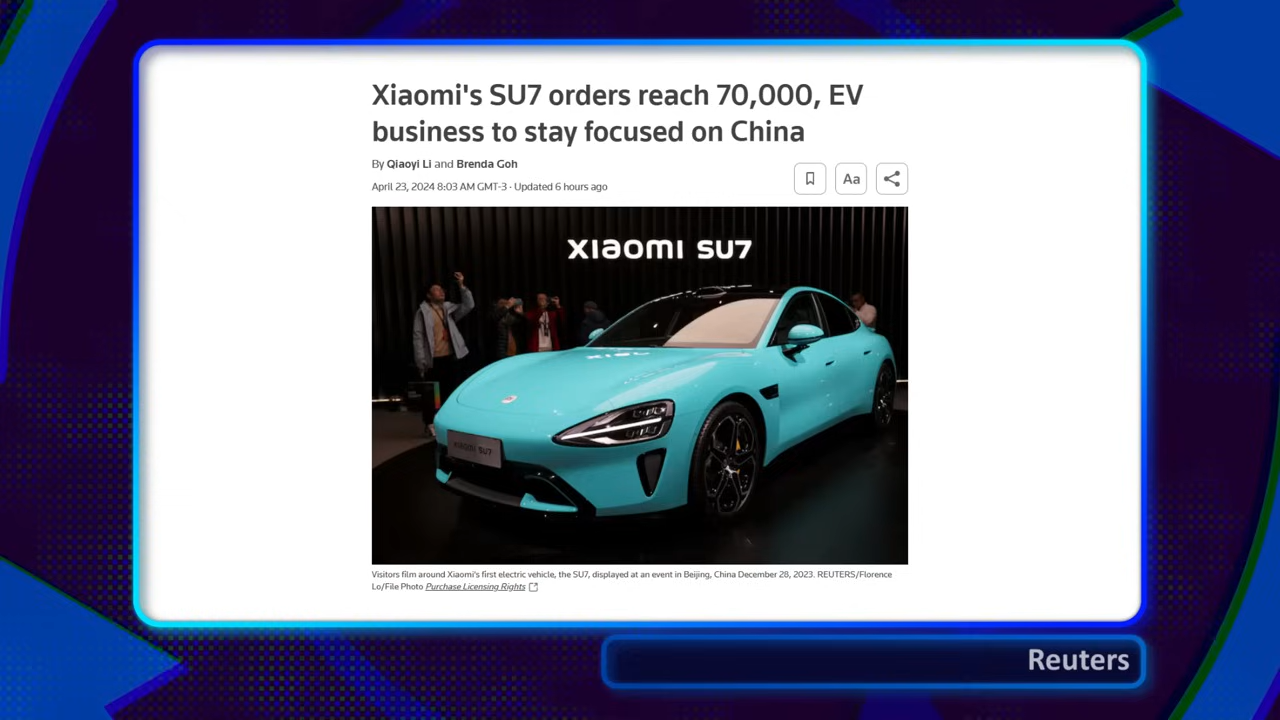 Xiaomi's SU7 orders reach 70,000, EV
business to stay focused on China
By Qiaoyi Li and Brenda Goh
April 23, 2024 8:03 AM GMT-3 · Updated 6 hours ago
Aa
XIAOMI SU7
XIAOMI SU7
Visitors film around Xiaomi's first electric vehicle, the SU7, displayed at an event in Beijing, China December 28, 2023. REUTERS/Florence
Lo/File Photo Purchase Licensing Rights
Reuters